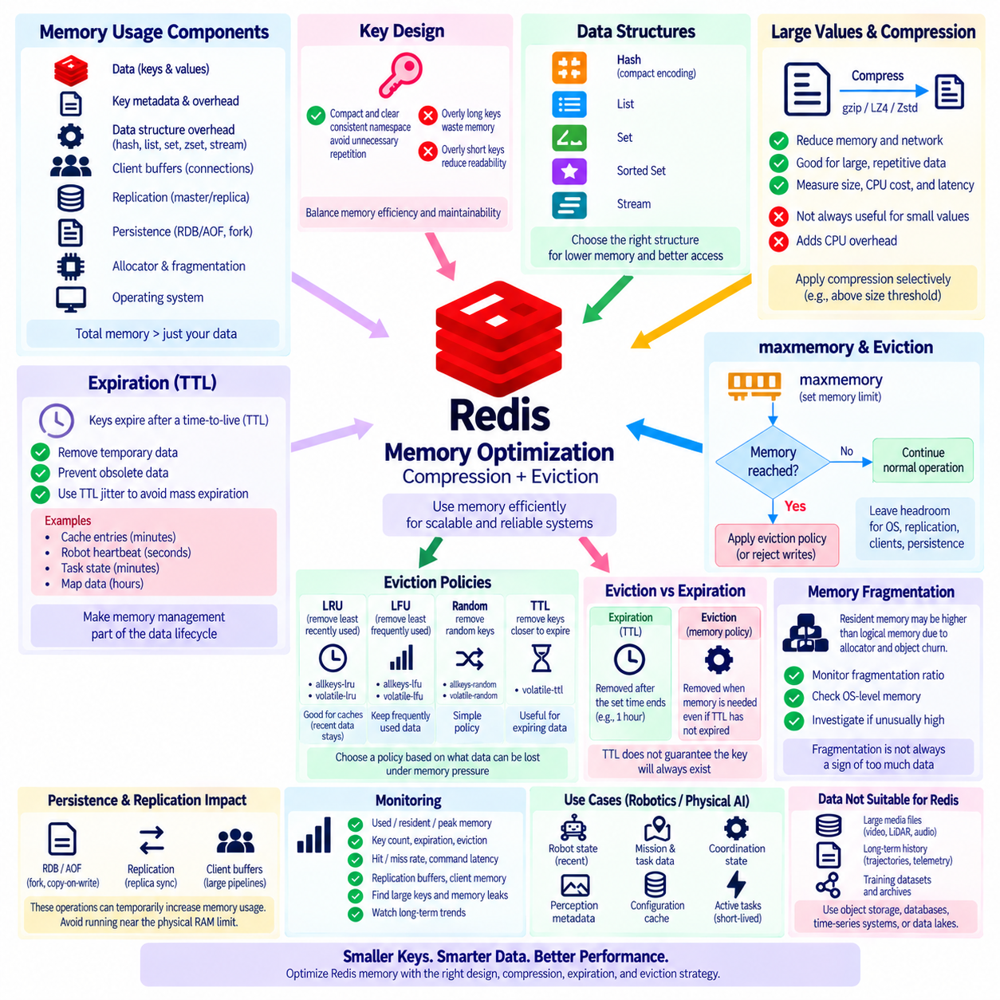 Memory Usage Components
Data (keys & values)
Key metadata & overhead
Data structure overhead
(hash, list, set, zset, stream)
Client buffers (connections)
Replication (master/replica)
Persistence (RDB/AOF, fork)
Allocator & fragmentation
Operating system
Total memory > just your data
Key Design
Compact and clear
consistent namespace
avoid unnecessary
repetition
Overly long keys
waste memory
Overly short keys
reduce readability
Balance memory efficiency and maintainability
Data Structures
Hash
(compact encoding)
List
Set
Sorted Set
Stream
Choose the right structure
for lower memory and better access
Large Values & Compression
Compress
gzip / LZ4 / Zstd
Reduce memory and network
Good for large, repetitive data
Measure size, CPU cost, and latency
Not always useful for small values
Adds CPU overhead
Apply compression selectively
(e.g., above size threshold)
Expiration (TTL)
Keys expire after a time-to-live (TTL)
Remove temporary data
Prevent obsolete data
Use TTL jitter to avoid mass expiration
Examples
• Cache entries (minutes)
• Robot heartbeat (seconds)
• Task state (minutes)
• Map data (hours)
Make memory management
part of the data lifecycle
Redis
Memory Optimization
Compression + Eviction
Use memory efficiently
for scalable and reliable systems
maxmemory & Eviction
maxmemory
(set memory limit)
Memory
reached?
No
Continue
normal operation
Yes
Apply eviction policy
(or reject writes)
Leave headroom
for OS, replication,
clients, persistence
Eviction Policies
LRU
(remove least
recently used)
• allkeys-lru
• volatile-lru
Good for caches
(recent data
stays)
LFU
(remove least
frequently used)
• allkeys-lfu
• volatile-lfu
Keep frequently
used data
Random
remove
random keys
• allkeys-random
• volatile-random
Simple
policy
TTL
remove keys
closer to expire
• volatile-ttl
Useful for
expiring data
Choose a policy based on what data can be lost
under memory pressure
Eviction vs Expiration
Expiration
(TTL)
Removed after
the set time ends
(e.g., 1 hour)
Eviction
(memory policy)
Removed when
memory is needed
even if TTL has
not expired
TTL does not guarantee the key
will always exist
Memory Fragmentation
Resident memory may be higher
than logical memory due to
allocator and object churn.
Monitor fragmentation ratio
Check OS-level memory
Investigate if unusually high
Fragmentation is not always
a sign of too much data
Persistence & Replication Impact
RDB / AOF
(fork, copy-on-write)
Replication
(replica sync)
Client buffers
(large pipelines)
These operations can temporarily increase memory usage.
Avoid running near the physical RAM limit.
Monitoring
Used / resident / peak memory
Key count, expiration, eviction
Hit / miss rate, command latency
Replication buffers, client memory
Find large keys and memory leaks
Watch long-term trends
Use Cases (Robotics / Physical AI)
Robot state
(recent)
Mission &
task data
Coordination
state
Perception
metadata
Configuration
cache
Active tasks
(short-lived)
Data Not Suitable for Redis
Large media files
(video, LiDAR, audio)
Long-term history
(trajectories, telemetry)
Training datasets
and archives
Use object storage, databases,
time-series systems, or data lakes.
Smaller Keys. Smarter Data. Better Performance.
Optimize Redis memory with the right design, compression, expiration, and eviction strategy.